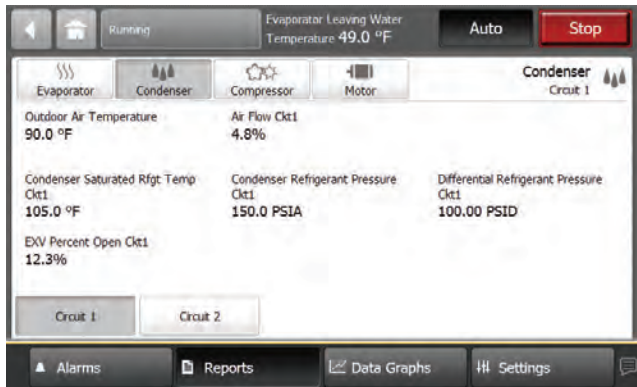 Running
Evaporator Leaving Water
Temperature 49.0 °F
Auto
Stop
Evaporator
Condenser
Compressor
Motor
Condenser
Circuit 1
Outdoor Air Temperature
90.0 °F
Air Flow Ckt1
4.8%
Condenser Saturated Rfgt Temp
Ckt1
105.0 °F
Condenser Refrigerant Pressure
Ckt1
150.0 PSIA
Differential Refrigerant Pressure
Ckt1
100.00 PSID
EXV Percent Open Ckt1
12.3%
Circuit 1
Circuit 2
Alarms
Reports
Data Graphs
Settings